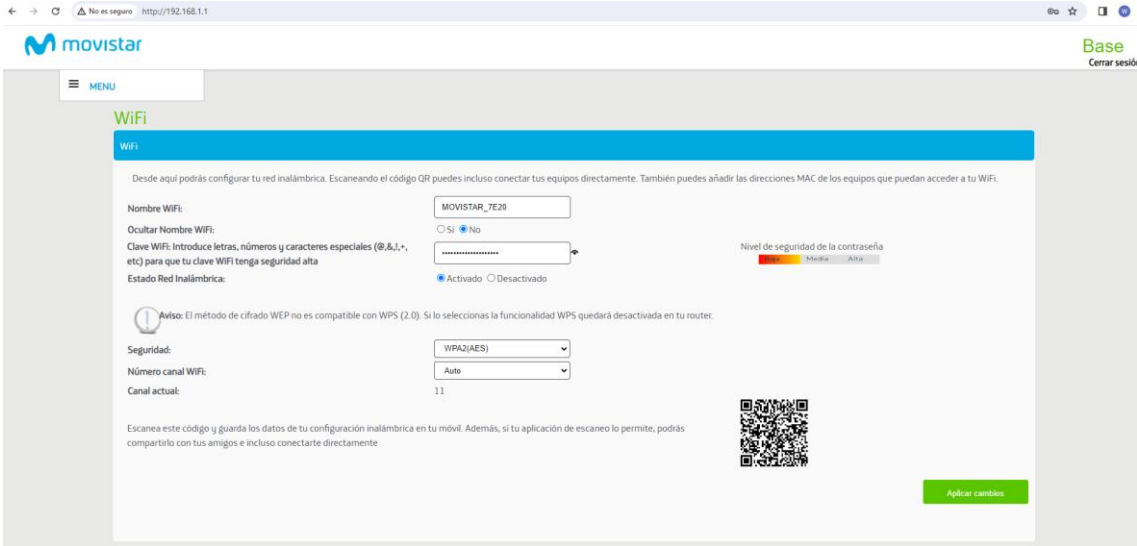 No es seguro http://192.168.1.1
movistar
Base
Cerrar sesión
MENU
WiFi
WiFi
Desde aquí podrás configurar tu red inalámbrica. Escaneando el código QR puedes incluso conectar tus equipos directamente. También puedes añadir las direcciones MAC de los equipos que puedan acceder a tu WiFi.
Nombre WiFi: MOVISTAR_7E20
Ocultar Nombre WiFi: Si No
Clave WiFi: Introduce letras, números y caracteres especiales (@,&,!,+,
etc) para que tu clave WiFi tenga seguridad alta
Nivel de seguridad de la contraseña
Baja Media Alta
Estado Red Inalámbrica: Activado Desactivado
Aviso: El método de cifrado WEP no es compatible con WPS (2.0). Si lo seleccionas la funcionalidad WPS quedará desactivada en tu router.
Seguridad: WPA2(AES)
Número canal WiFi: Auto
Canal actual: 11
Escanea este código y guarda los datos de tu configuración inalámbrica en tu móvil. Además, si tu aplicación de escaneo lo permite, podrás
compartirlo con tus amigos e incluso conectarte directamente
Aplicar cambios